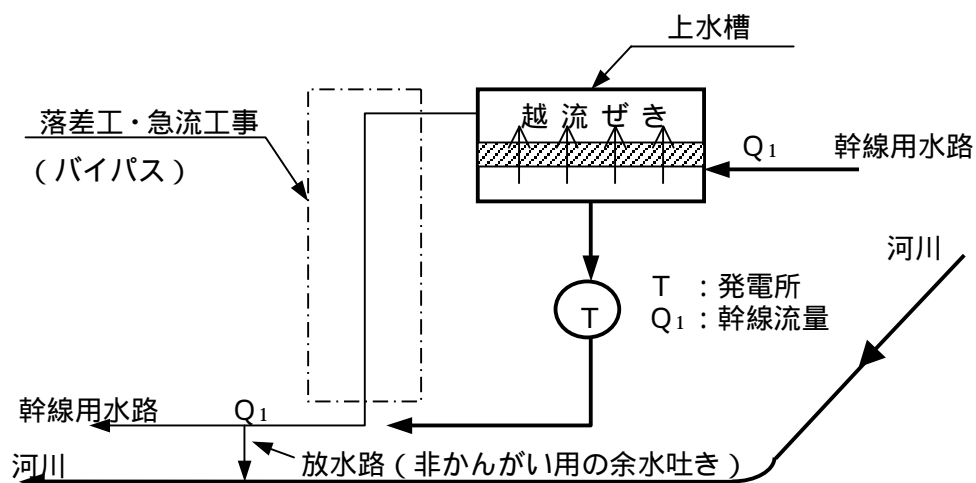 上水槽
落差工・急流工事
(バイパス)
越流ぜき
Q1
幹線用水路
河川
T
T :発電所
Q1:幹線流量
幹線用水路
Q1
河川
放水路(非かんがい用の余水吐き)